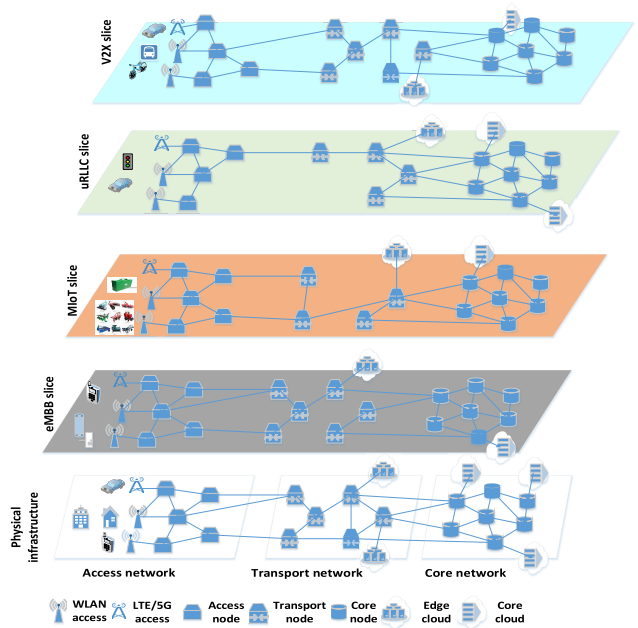 V2X slice
uRLLC slice
MIoT slice
eMBB slice
Physical
infrastructure
Access network
Transport network
Core network
WLAN
access
LTE/5G
access
Access
node
Transport
node
Core
node
Edge
cloud
Core
cloud